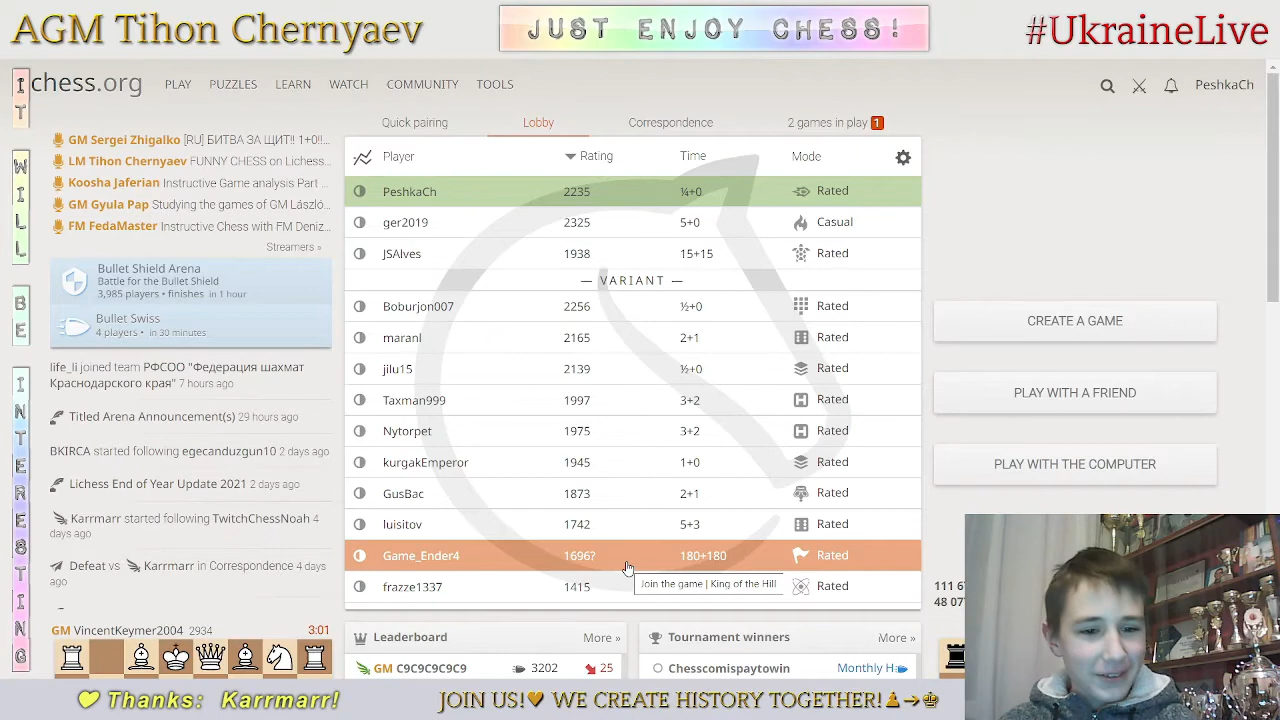 AGM Tihon Chernyaev
JUST ENJOY CHESS!
#UkraineLive
IT WILL BE INTERESTING
chess.org
PLAY PUZZLES LEARN WATCH COMMUNITY TOOLS
PeshkaCh
GM Sergei Zhigalko [RU] БИТВА ЗА ЩИТ!! 1+0!!...
LM Tihon Chernyaev FUNNY CHESS on Lichess...
Koosha Jaferian Instructive Game analysis Part ...
GM Gyula Pap Studying the games of GM László...
FM FedaMaster Instructive Chess with FM Deniz...
Streamers »
Bullet Shield Arena
Battle for the Bullet Shield
3,985 players • finishes in 1 hour
Bullet Swiss
4 players • in 30 minutes
life_li joined team РФСОО "Федерация шахмат
Краснодарского края" 7 hours ago
Titled Arena Announcement(s) 29 hours ago
BKIRCA started following egecanduzgun10 2 days ago
Lichess End of Year Update 2021 2 days ago
Karrmarr started following TwitchChessNoah 4
days ago
Defeat vs Karrmarr in Correspondence 4 days
ago
GM VincentKeymer2004 2934 3:01
Quick pairing Lobby Correspondence 2 games in play 1
Player Rating Time Mode
PeshkaCh 2235 ¼+0 Rated
ger2019 2325 5+0 Casual
JSAlves 1938 15+15 Rated
— VARIANT —
Boburjon007 2256 ½+0 Rated
maranl 2165 2+1 Rated
jilu15 2139 ½+0 Rated
Taxman999 1997 3+2 Rated
Nytorpet 1975 3+2 Rated
kurgakEmperor 1945 1+0 Rated
GusBac 1873 2+1 Rated
luisitov 1742 5+3 Rated
Game_Ender4 1696? 180+180 Rated
Join the game | King of the Hill
frazze1337 1415 Rated
Leaderboard More »
GM C9C9C9C9C9 3202 25
Tournament winners More »
Chesscomispaytowin Monthly H
CREATE A GAME
PLAY WITH A FRIEND
PLAY WITH THE COMPUTER
111 6
48 07
Thanks: Karrmarr!
JOIN US! WE CREATE HISTORY TOGETHER!